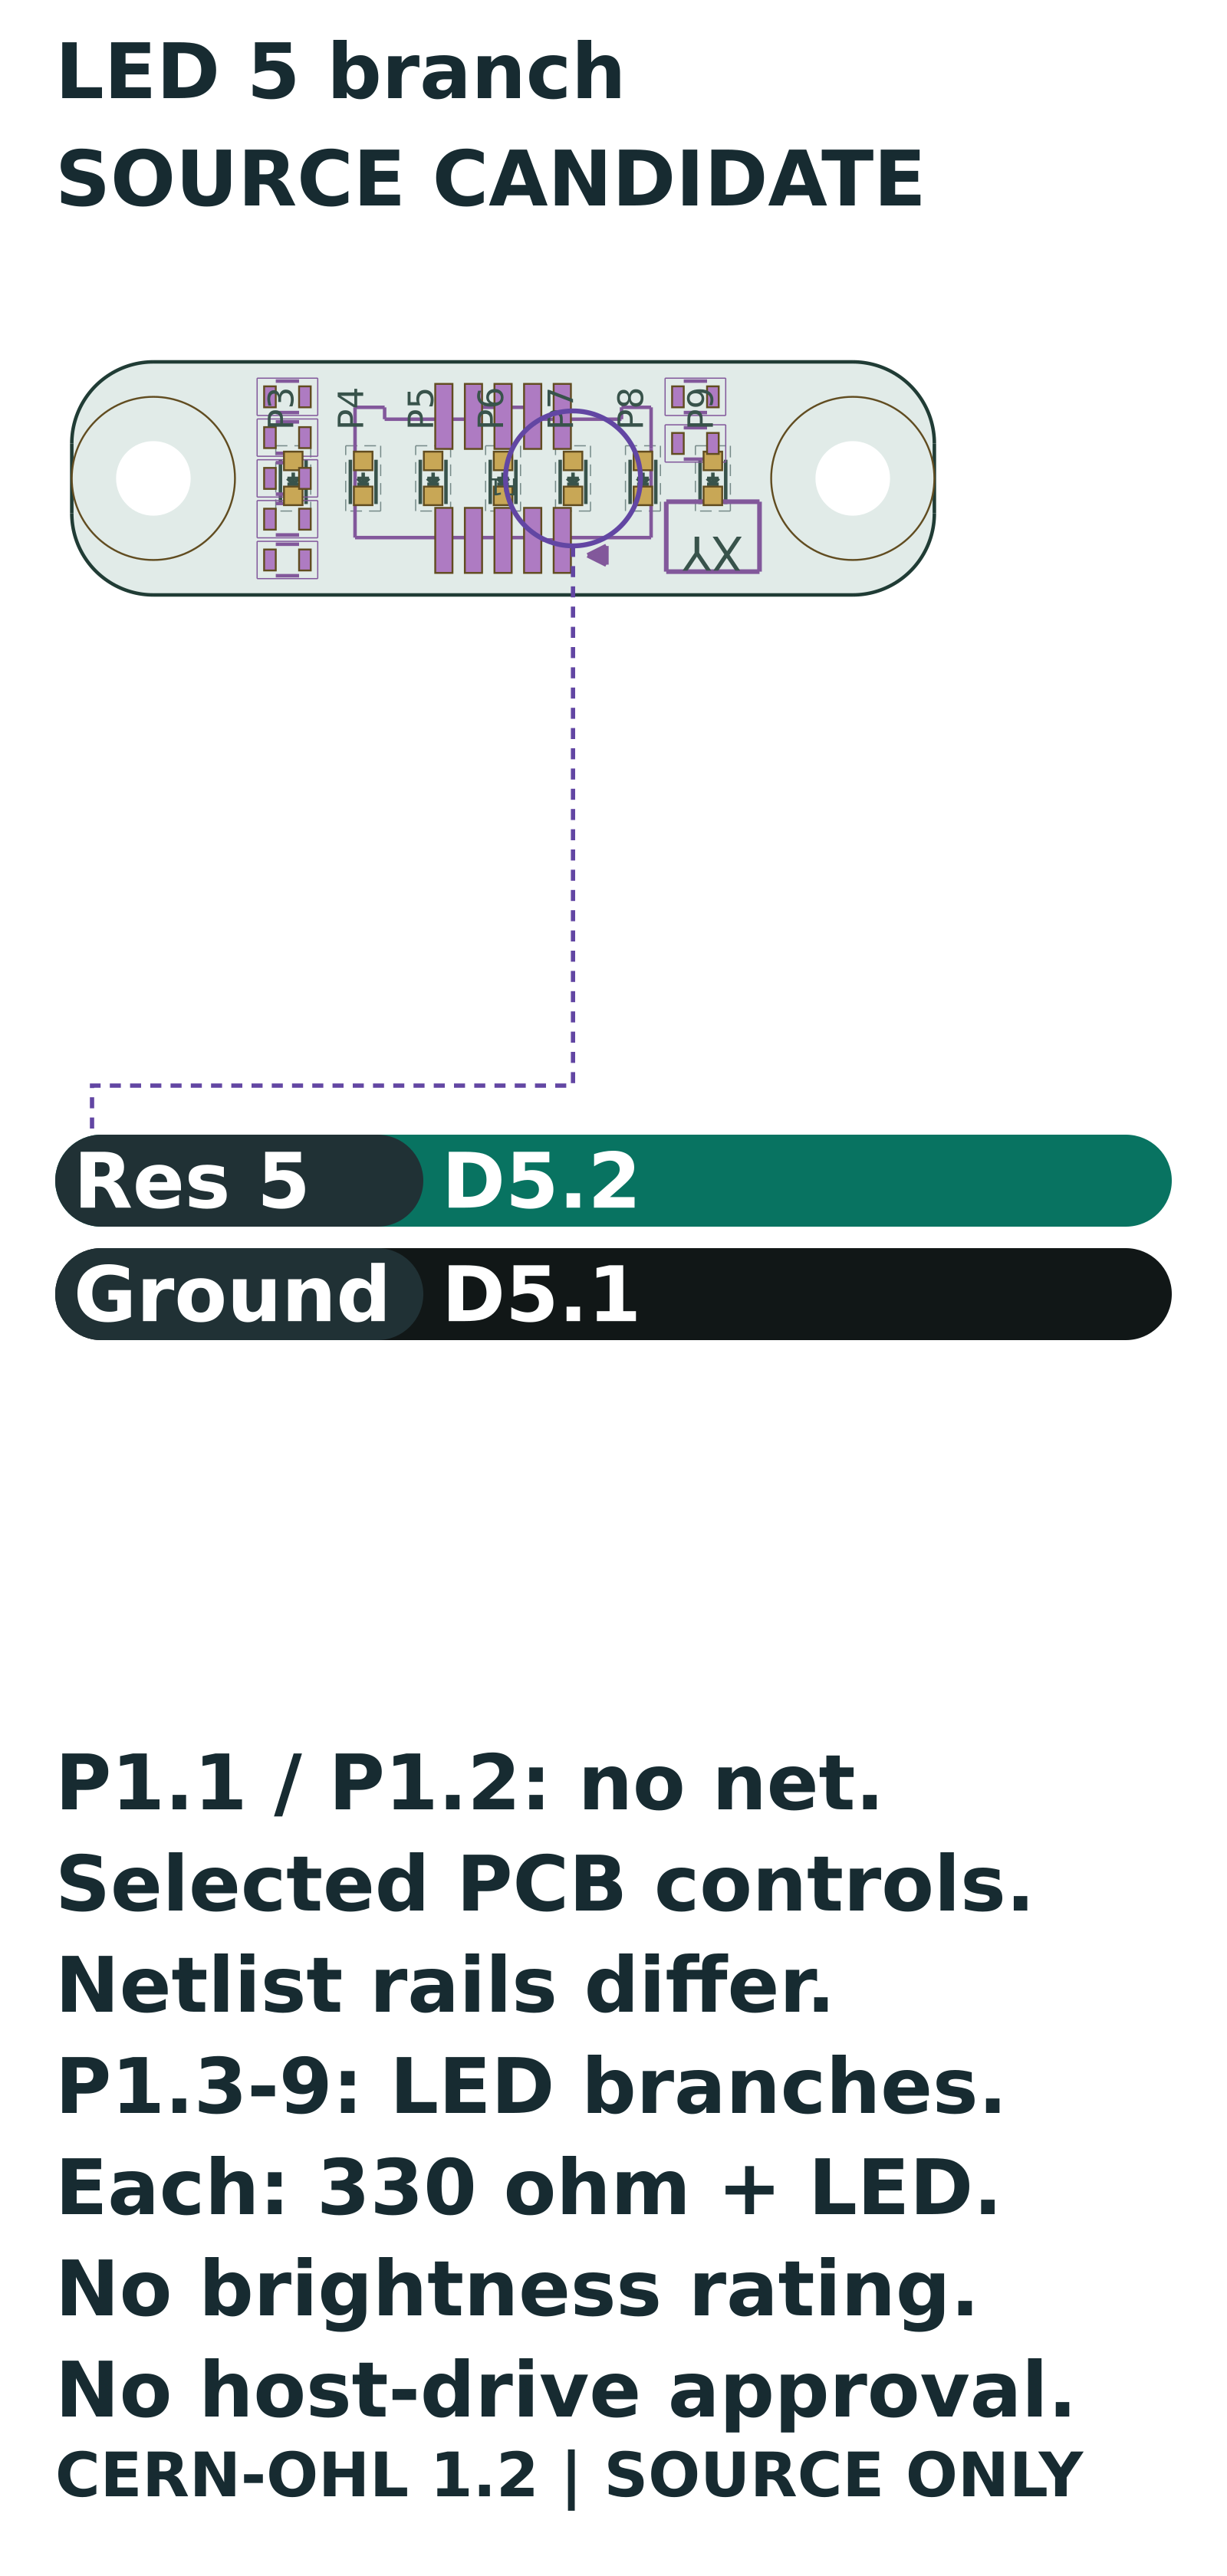 LED 5 branch
SOURCE CANDIDATE
P3 P4 P5 P6 P7 P8 P9
YX
Res 5 D5.2
Ground D5.1
P1.1 / P1.2: no net.
Selected PCB controls.
Netlist rails differ.
P1.3-9: LED branches.
Each: 330 ohm + LED.
No brightness rating.
No host-drive approval.
CERN-OHL 1.2 | SOURCE ONLY